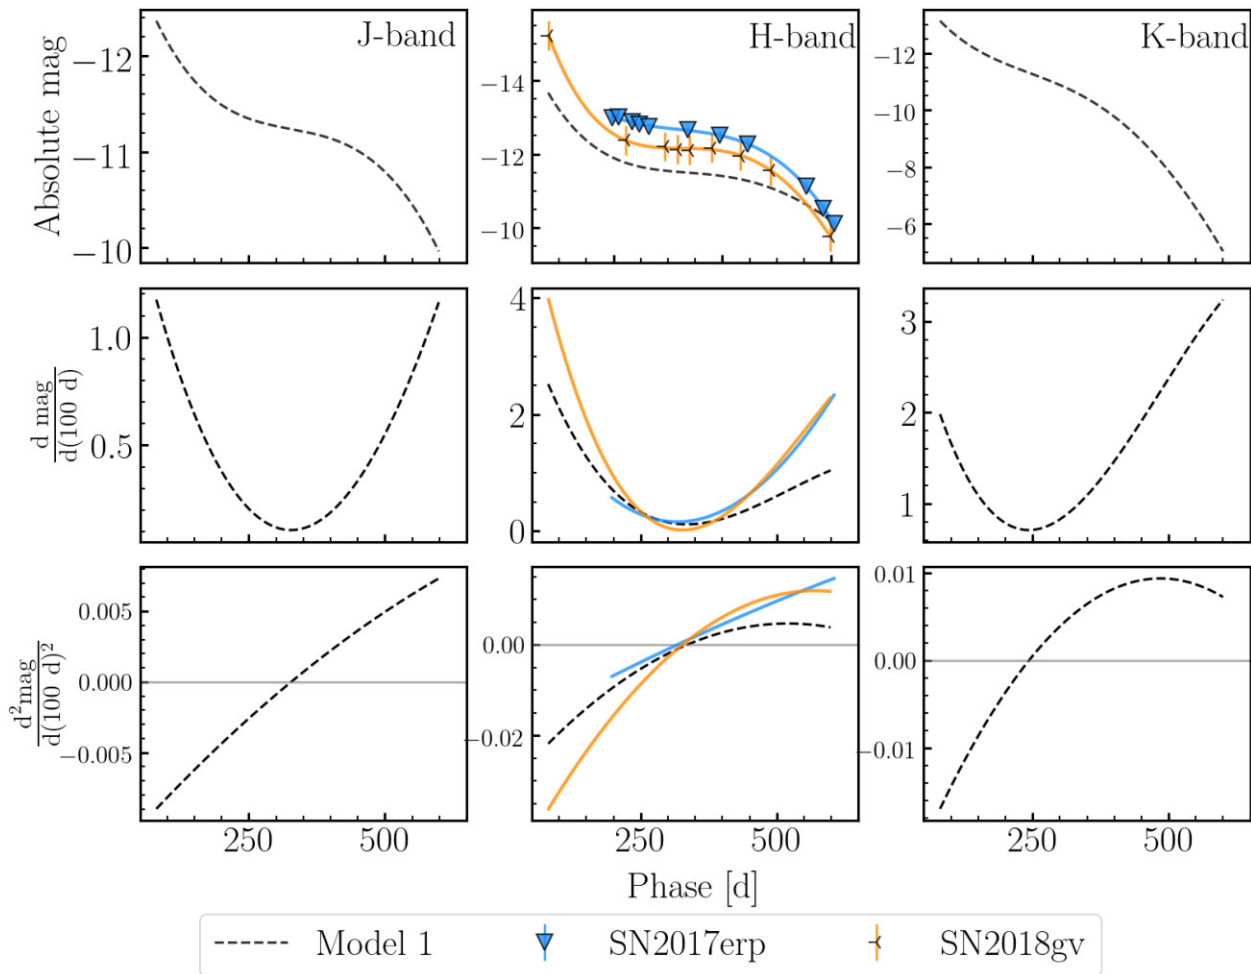 J-band
H-band
K-band
Absolute mag
−12
−11
−10
−14
−12
−10
−12
−10
−8
−6
d mag
d(100 d)
1.0
0.5
4
2
0
3
2
1
d²mag
d(100 d)²
0.005
0.000
−0.005
0.00
−0.02
0.01
0.00
−0.01
250 500
250 500
250 500
Phase [d]
Model 1 SN2017erp SN2018gv